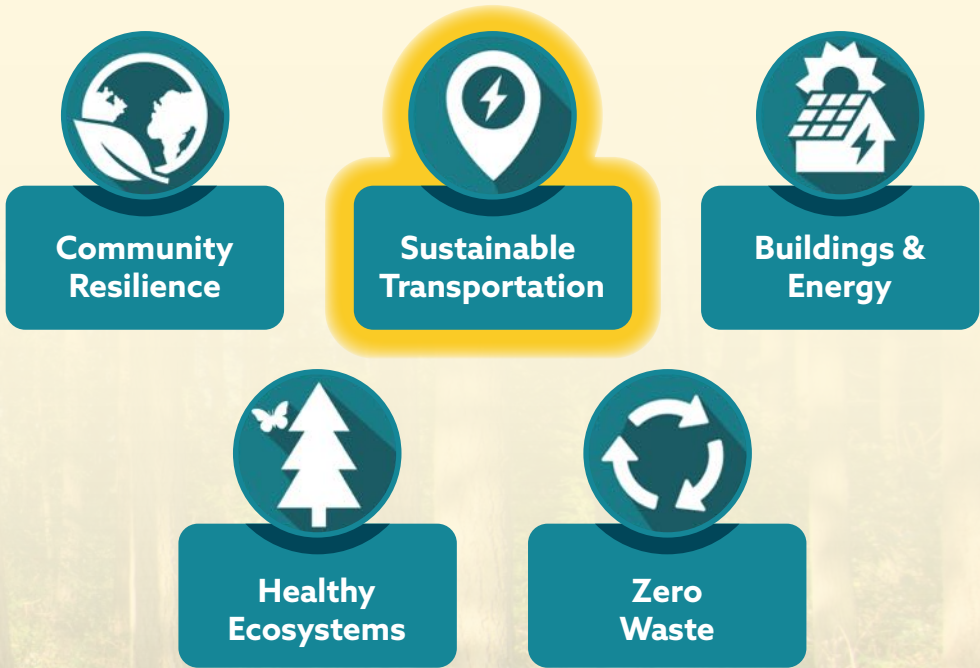 Community
Resilience
Sustainable
Transportation
Buildings &
Energy
Healthy
Ecosystems
Zero
Waste